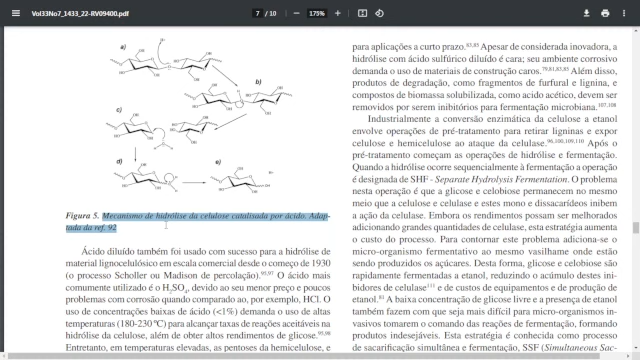 Vol33No7_1433_22-RV09400.pdf
7 / 10
175%
a)
b)
c)
d)
e)
Figura 5. Mecanismo de hidrólise da celulose catalisada por ácido. Adap-
tada da ref. 92
Ácido diluído também foi usado com sucesso para a hidrólise de
material lignocelulósico em escala comercial desde o começo de 1930
(o processo Scholler ou Madison de percolação).95,97 O ácido mais
comumente utilizado é o H2SO4, devido ao seu menor preço e poucos
problemas com corrosão quando comparado ao, por exemplo, HCl. O
uso de concentrações baixas de ácido (<1%) demanda o uso de altas
temperaturas (180-230 ºC) para alcançar taxas de reações aceitáveis na
hidrólise da celulose, além de obter altos rendimentos de glicose.
Entretanto, em temperaturas elevadas, as pentoses da hemicelulose, e
para aplicações a curto prazo.83,85 Apesar de considerada inovadora, a
hidrólise com ácido sulfúrico diluído é cara; seu ambiente corrosivo
demanda o uso de materiais de construção caros.79,81,83,85 Além disso,
produtos de degradação, como fragmentos de furfural e lignina, e
compostos de biomassa solubilizada, como ácido acético, devem ser
removidos por serem inibitórios para fermentação microbiana.107,108
Industrialmente a conversão enzimática da celulose a etanol
envolve operações de pré-tratamento para retirar ligninas e expor
celulose e hemicelulose ao ataque da celulase.96,100,109,110 Após o
pré-tratamento começam as operações de hidrólise e fermentação.
Quando a hidrólise ocorre sequencialmente à fermentação a operação
é designada de SHF- Separate Hydrolysis Fermentation. O problema
nesta operação é que a glicose e celobiose permanecem no mesmo
meio que a celulose e celulase e estes mono e dissacarídeos inibem
a ação da celulase. Embora os rendimentos possam ser melhorados
adicionando grandes quantidades de celulase, esta estratégia aumenta
o custo do processo. Para contornar este problema adiciona-se o
micro-organismo fermentativo ao mesmo vasilhame onde estão
sendo produzidos os açúcares. Desta forma, glicose e celobiose são
rapidamente fermentadas a etanol, reduzindo o acúmulo destes ini-
bidores de celulase111 e de custos de equipamentos e de produção de
etanol.81 A baixa concentração de glicose livre e a presença de etanol
também fazem com que seja mais difícil para micro-organismos in-
vasivos tomarem o comando das reações de fermentação, formando
produtos indesejáveis. Esta estratégia é conhecida como processo
de sacarificação simultânea e fermentação, SSF (Simultaneous Sac-